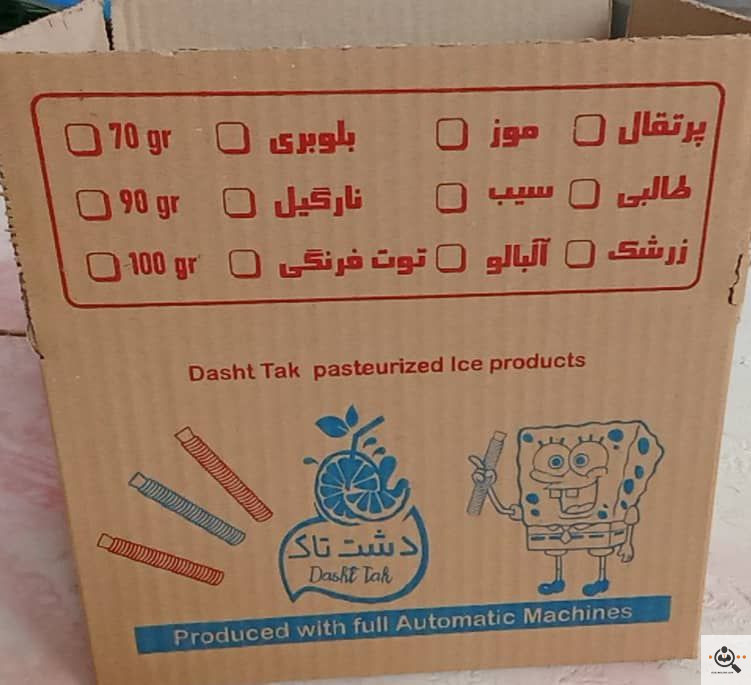 پرتقال موز بلوبری 70 gr
طالبی سیب نارگیل 90 gr
زرشک آلبالو توت فرنگی 100 gr
Dasht Tak pasteurized Ice products
دشت تاک
Dasht Tak
Produced with full Automatic Machines